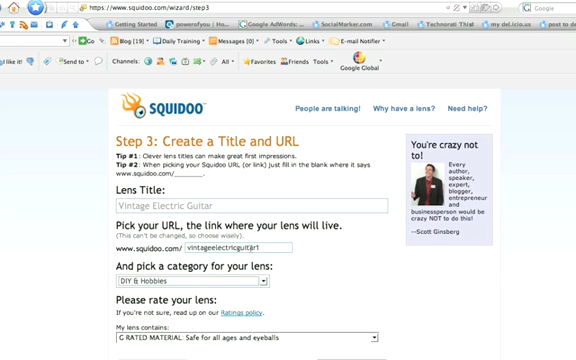 https://www.squidoo.com/wizard/step3
Google
Getting Started
powersofyou
Google AdWords:
SocialMarker.com
Gmail
Technorati
my del.icio.us
Go
Blog (19)
Daily Training
Messages (0)
Tools
Links
E-mail Notifier
like it!
Send to
Channels:
All
Favorites
Friends
Tools
Google Global
SQUIDOO
People are talking!
Why have a lens?
Need help?
Step 3: Create a Title and URL
Tip #1: Clever lens titles can make great first impressions.
Tip #2: When picking your Squidoo URL (or link) just fill in the blank where it says
www.squidoo.com/______.
Lens Title:
Vintage Electric Guitar
Pick your URL, the link where your lens will live.
(This can't be changed, so choose wisely).
www.squidoo.com/ vintageelectricguitar1
And pick a category for your lens:
DIY & Hobbies
Please rate your lens:
If you're not sure, read up on our Ratings policy.
My lens contains:
G RATED MATERIAL: Safe for all ages and eyeballs
You're crazy not
to!
Every
author,
speaker,
expert,
blogger,
entrepreneur
and
businessperson would be
crazy NOT to do this!
--Scott Ginsberg